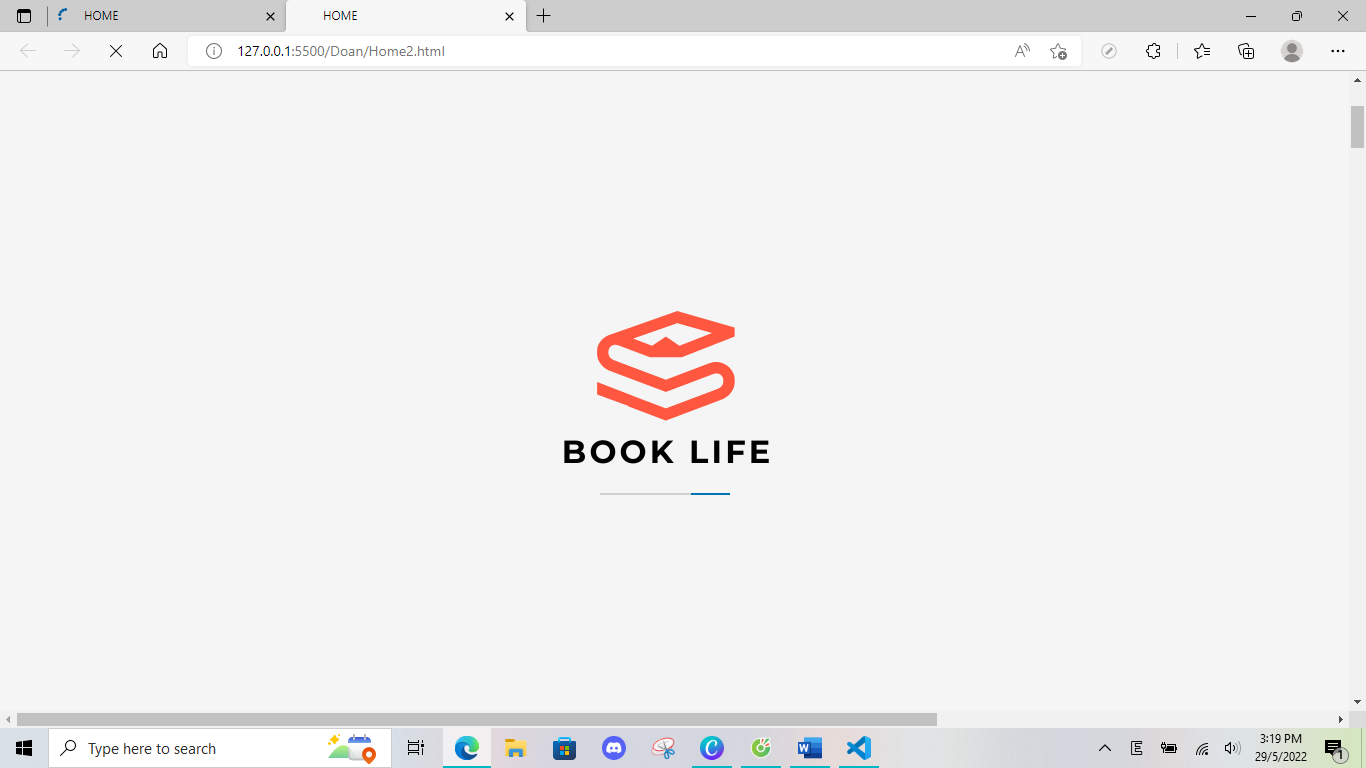 HOME
HOME
127.0.0.1:5500/Doan/Home2.html
BOOK LIFE
Type here to search
3:19 PM
29/5/2022
1